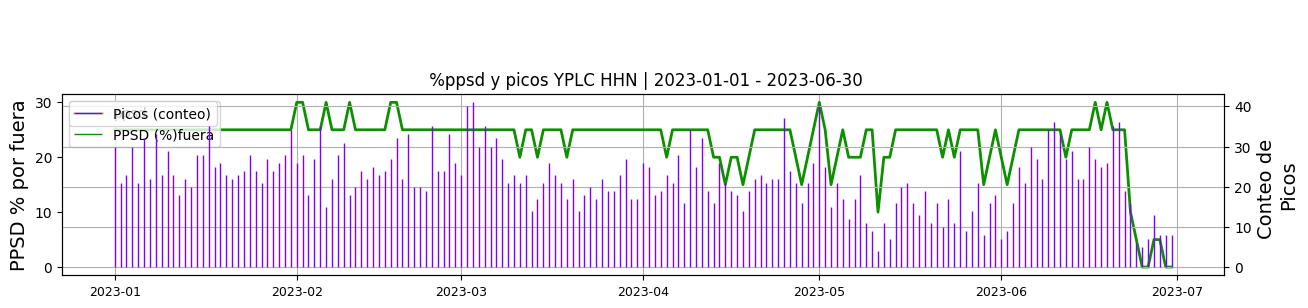 %ppsd y picos YPLC HHN | 2023-01-01 - 2023-06-30
PPSD % por fuera
30
20
10
0
Picos (conteo)
PPSD (%)fuera
40
30
20
10
0
Conteo de
Picos
2023-01
2023-02
2023-03
2023-04
2023-05
2023-06
2023-07